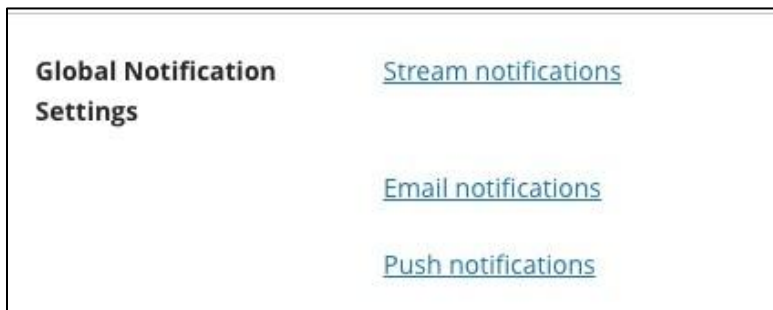 Global Notification
Settings
Stream notifications
Email notifications
Push notifications